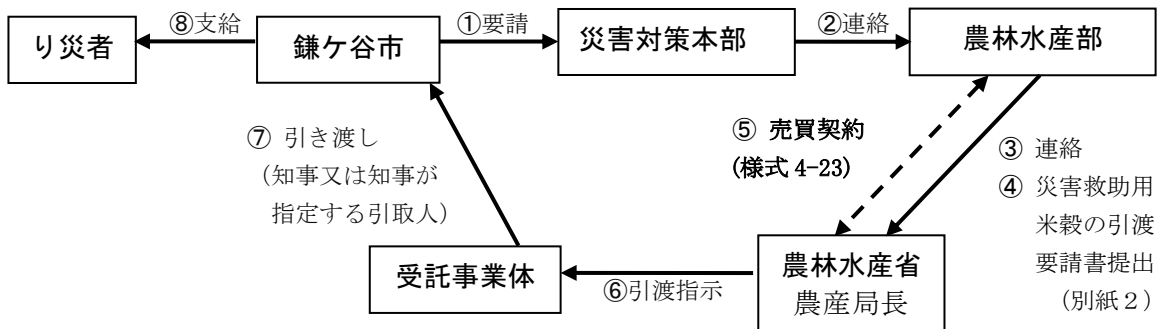 り災者
⑧支給
鎌ケ谷市
①要請
災害対策本部
②連絡
農林水産部
⑦ 引き渡し
(知事又は知事が
指定する引取人)
⑤ 売買契約
(様式 4-23)
③ 連絡
④ 災害救助用
米穀の引渡
要請書提出
(別紙2)
受託事業体
⑥引渡指示
農林水産省
農産局長